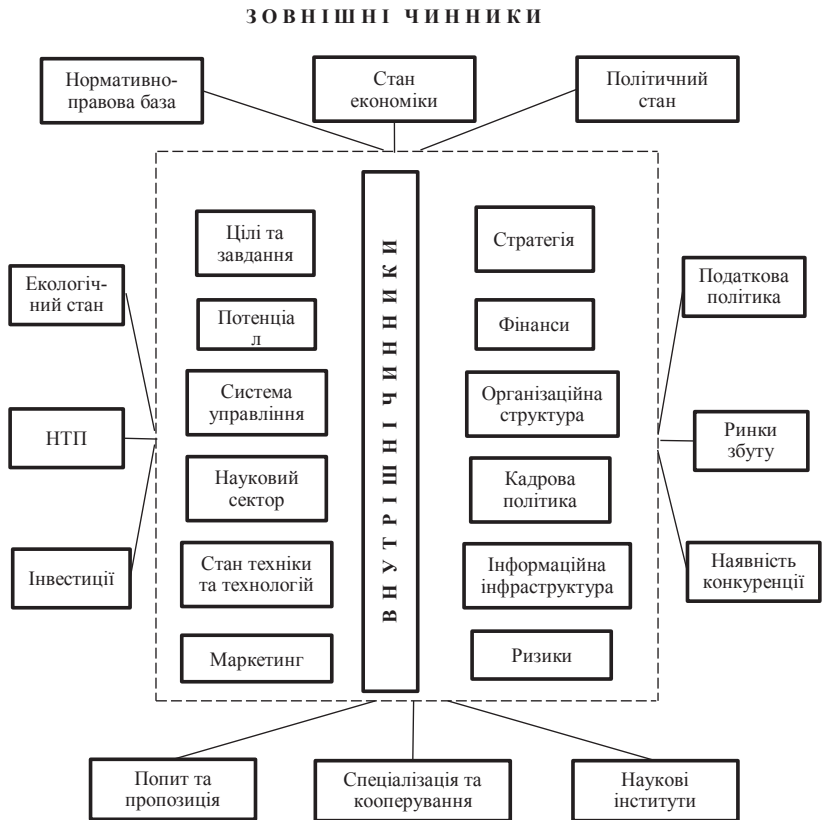 ЗОВНІШНІ ЧИННИКИ
Нормативно-
правова база
Стан
економіки
Політичний
стан
ВНУТРІШНІ ЧИННИКИ
Цілі та
завдання
Стратегія
Екологіч-
ний стан
Податкова
політика
Потенціа
л
Фінанси
Система
управління
Організаційна
структура
НТП
Ринки
збуту
Науковий
сектор
Кадрова
політика
Інвестиції
Стан техніки
та технологій
Інформаційна
інфраструктура
Наявність
конкуренції
Маркетинг
Ризики
Попит та
пропозиція
Спеціалізація та
кооперування
Наукові
інститути